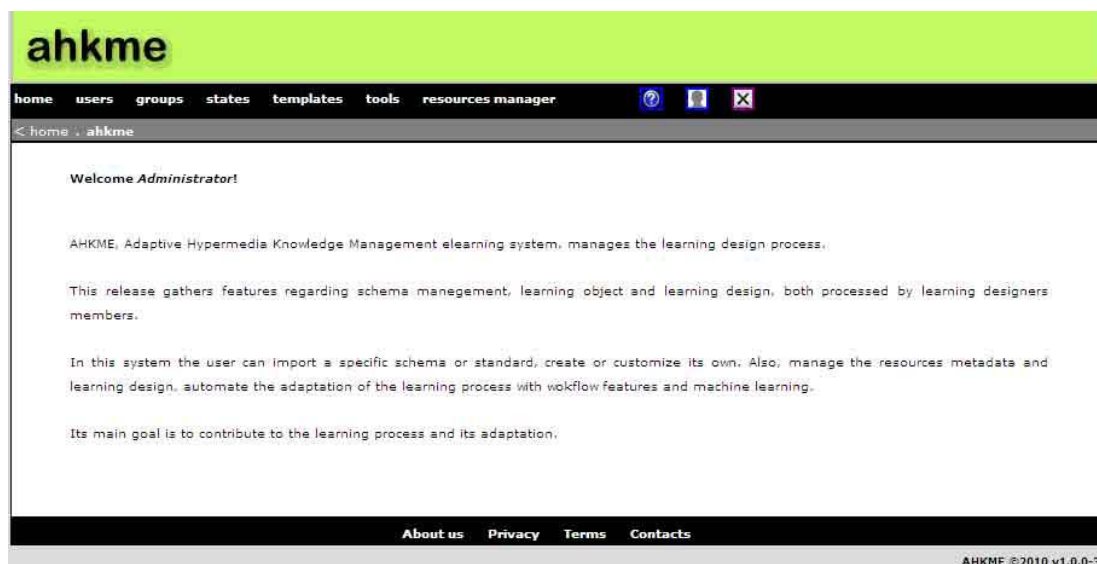 ahkme
home users groups states templates tools resources manager
< home . ahkme
Welcome Administrator!
AHKME, Adaptive Hypermedia Knowledge Management elearning system, manages the learning design process.
This release gathers features regarding schema manegement, learning object and learning design, both processed by learning designers
members.
In this system the user can import a specific schema or standard, create or customize its own. Also, manage the resources metadata and
learning design, automate the adaptation of the learning process with wokflow features and machine learning.
Its main goal is to contribute to the learning process and its adaptation.
About us Privacy Terms Contacts
AHKME ©2010 v1.0.0-